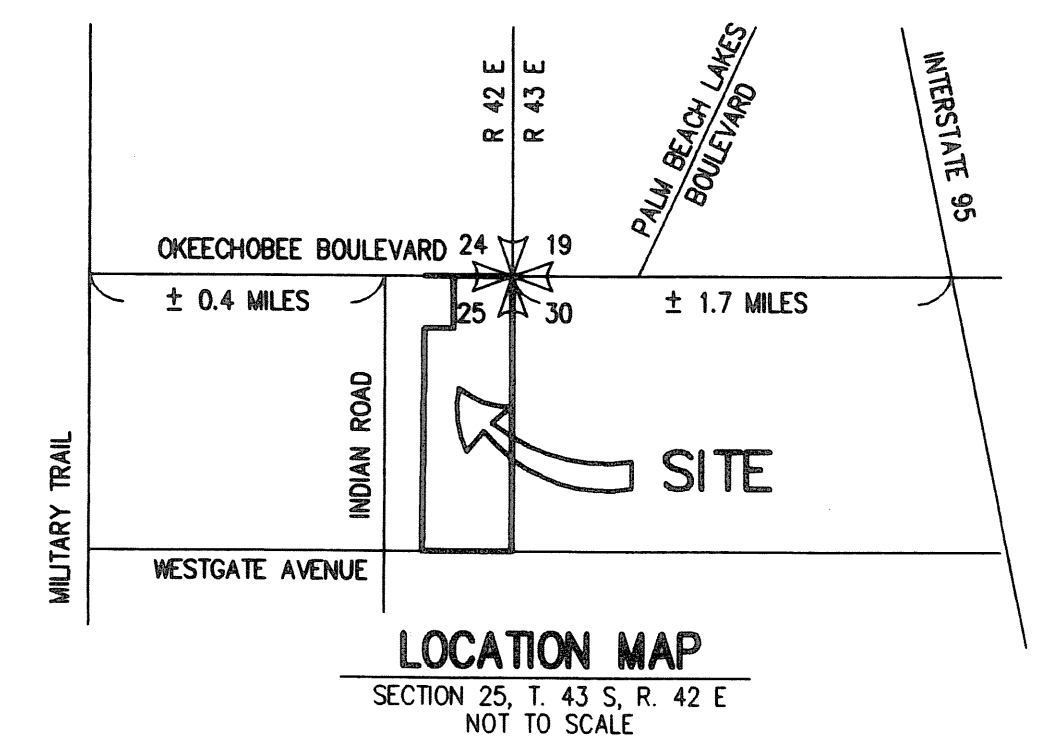 R 42 E
R 43 E
PALM BEACH LAKES
BOULEVARD
INTERSTATE 95
OKEECHOBEE BOULEVARD
24
19
± 0.4 MILES
25
30
± 1.7 MILES
MILITARY TRAIL
INDIAN ROAD
SITE
WESTGATE AVENUE
LOCATION MAP
SECTION 25, T. 43 S, R. 42 E
NOT TO SCALE